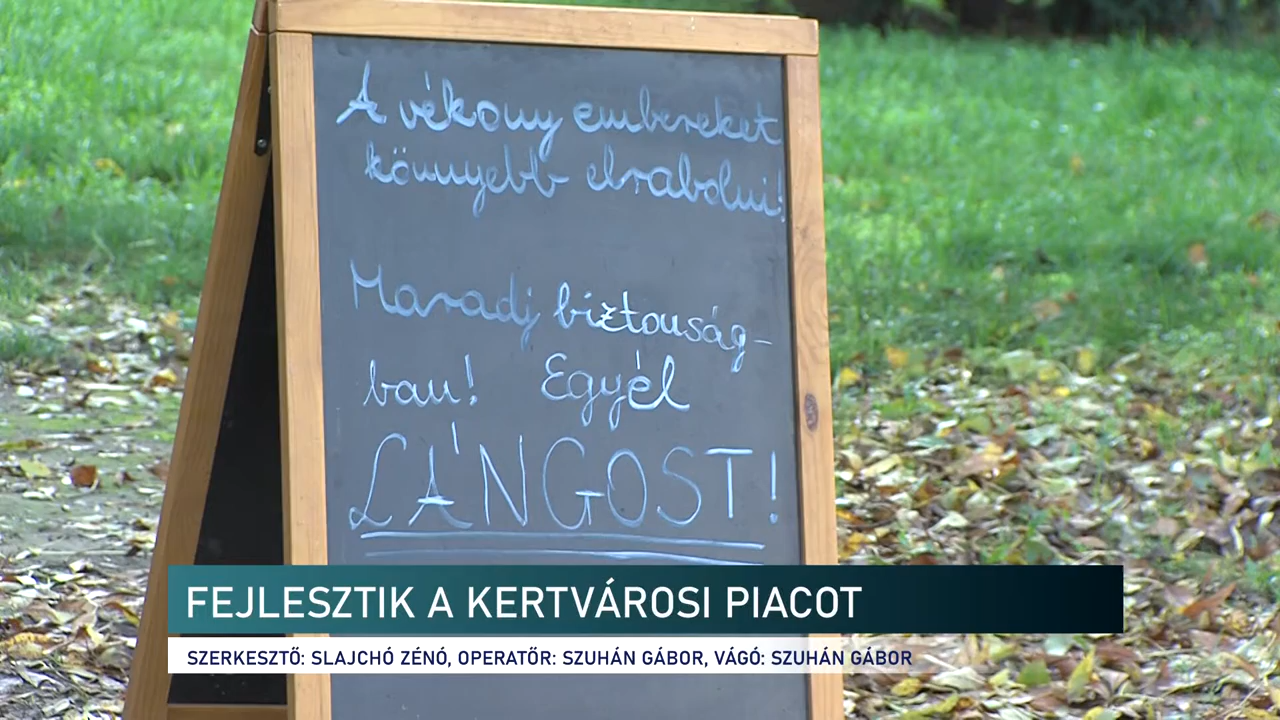 A vékony embereket
könnyebb elrabolni!
Maradj biztonság-
ban! Egyél
LÁNGOST!
FEJLESZTIK A KERTVÁROSI PIACOT
SZERKESZTŐ: SLAJCHÓ ZÉNÓ, OPERATŐR: SZUHÁN GÁBOR, VÁGÓ: SZUHÁN GÁBOR